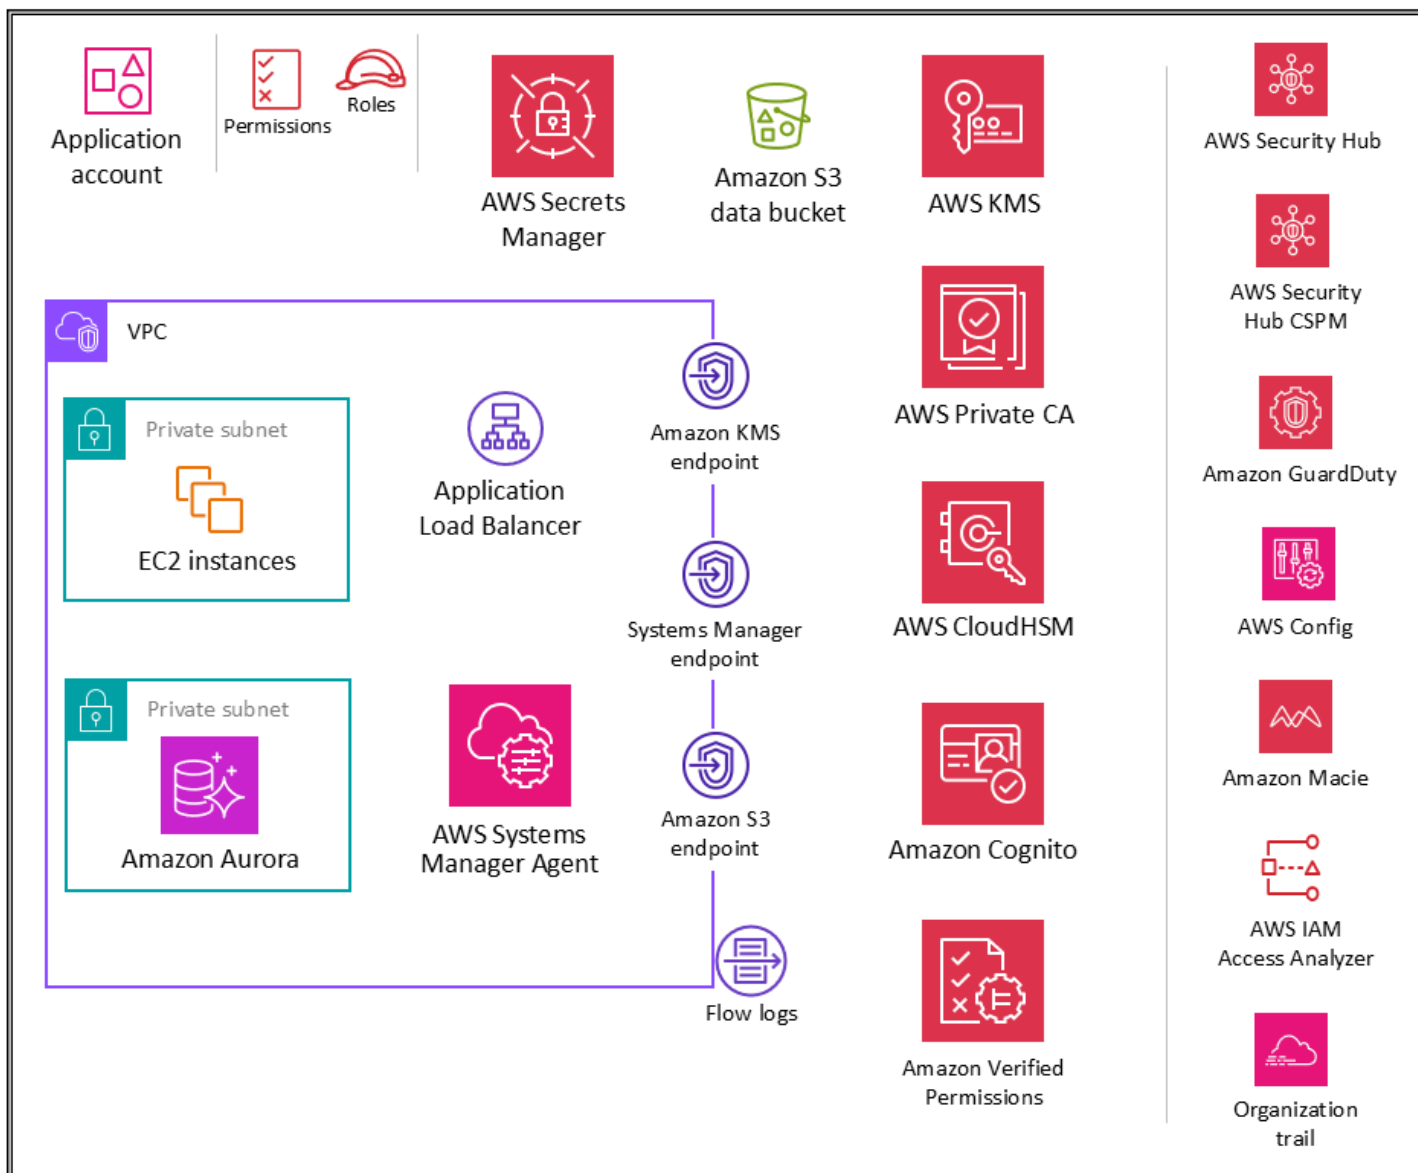 Application
account
Permissions
Roles
AWS Secrets
Manager
Amazon S3
data bucket
AWS KMS
AWS Security Hub
AWS Security
Hub CSPM
VPC
Private subnet
EC2 instances
Application
Load Balancer
Amazon KMS
endpoint
AWS Private CA
Amazon GuardDuty
Systems Manager
endpoint
AWS CloudHSM
AWS Config
Private subnet
Amazon Aurora
AWS Systems
Manager Agent
Amazon S3
endpoint
Amazon Cognito
Amazon Macie
AWS IAM
Access Analyzer
Flow logs
Amazon Verified
Permissions
Organization
trail